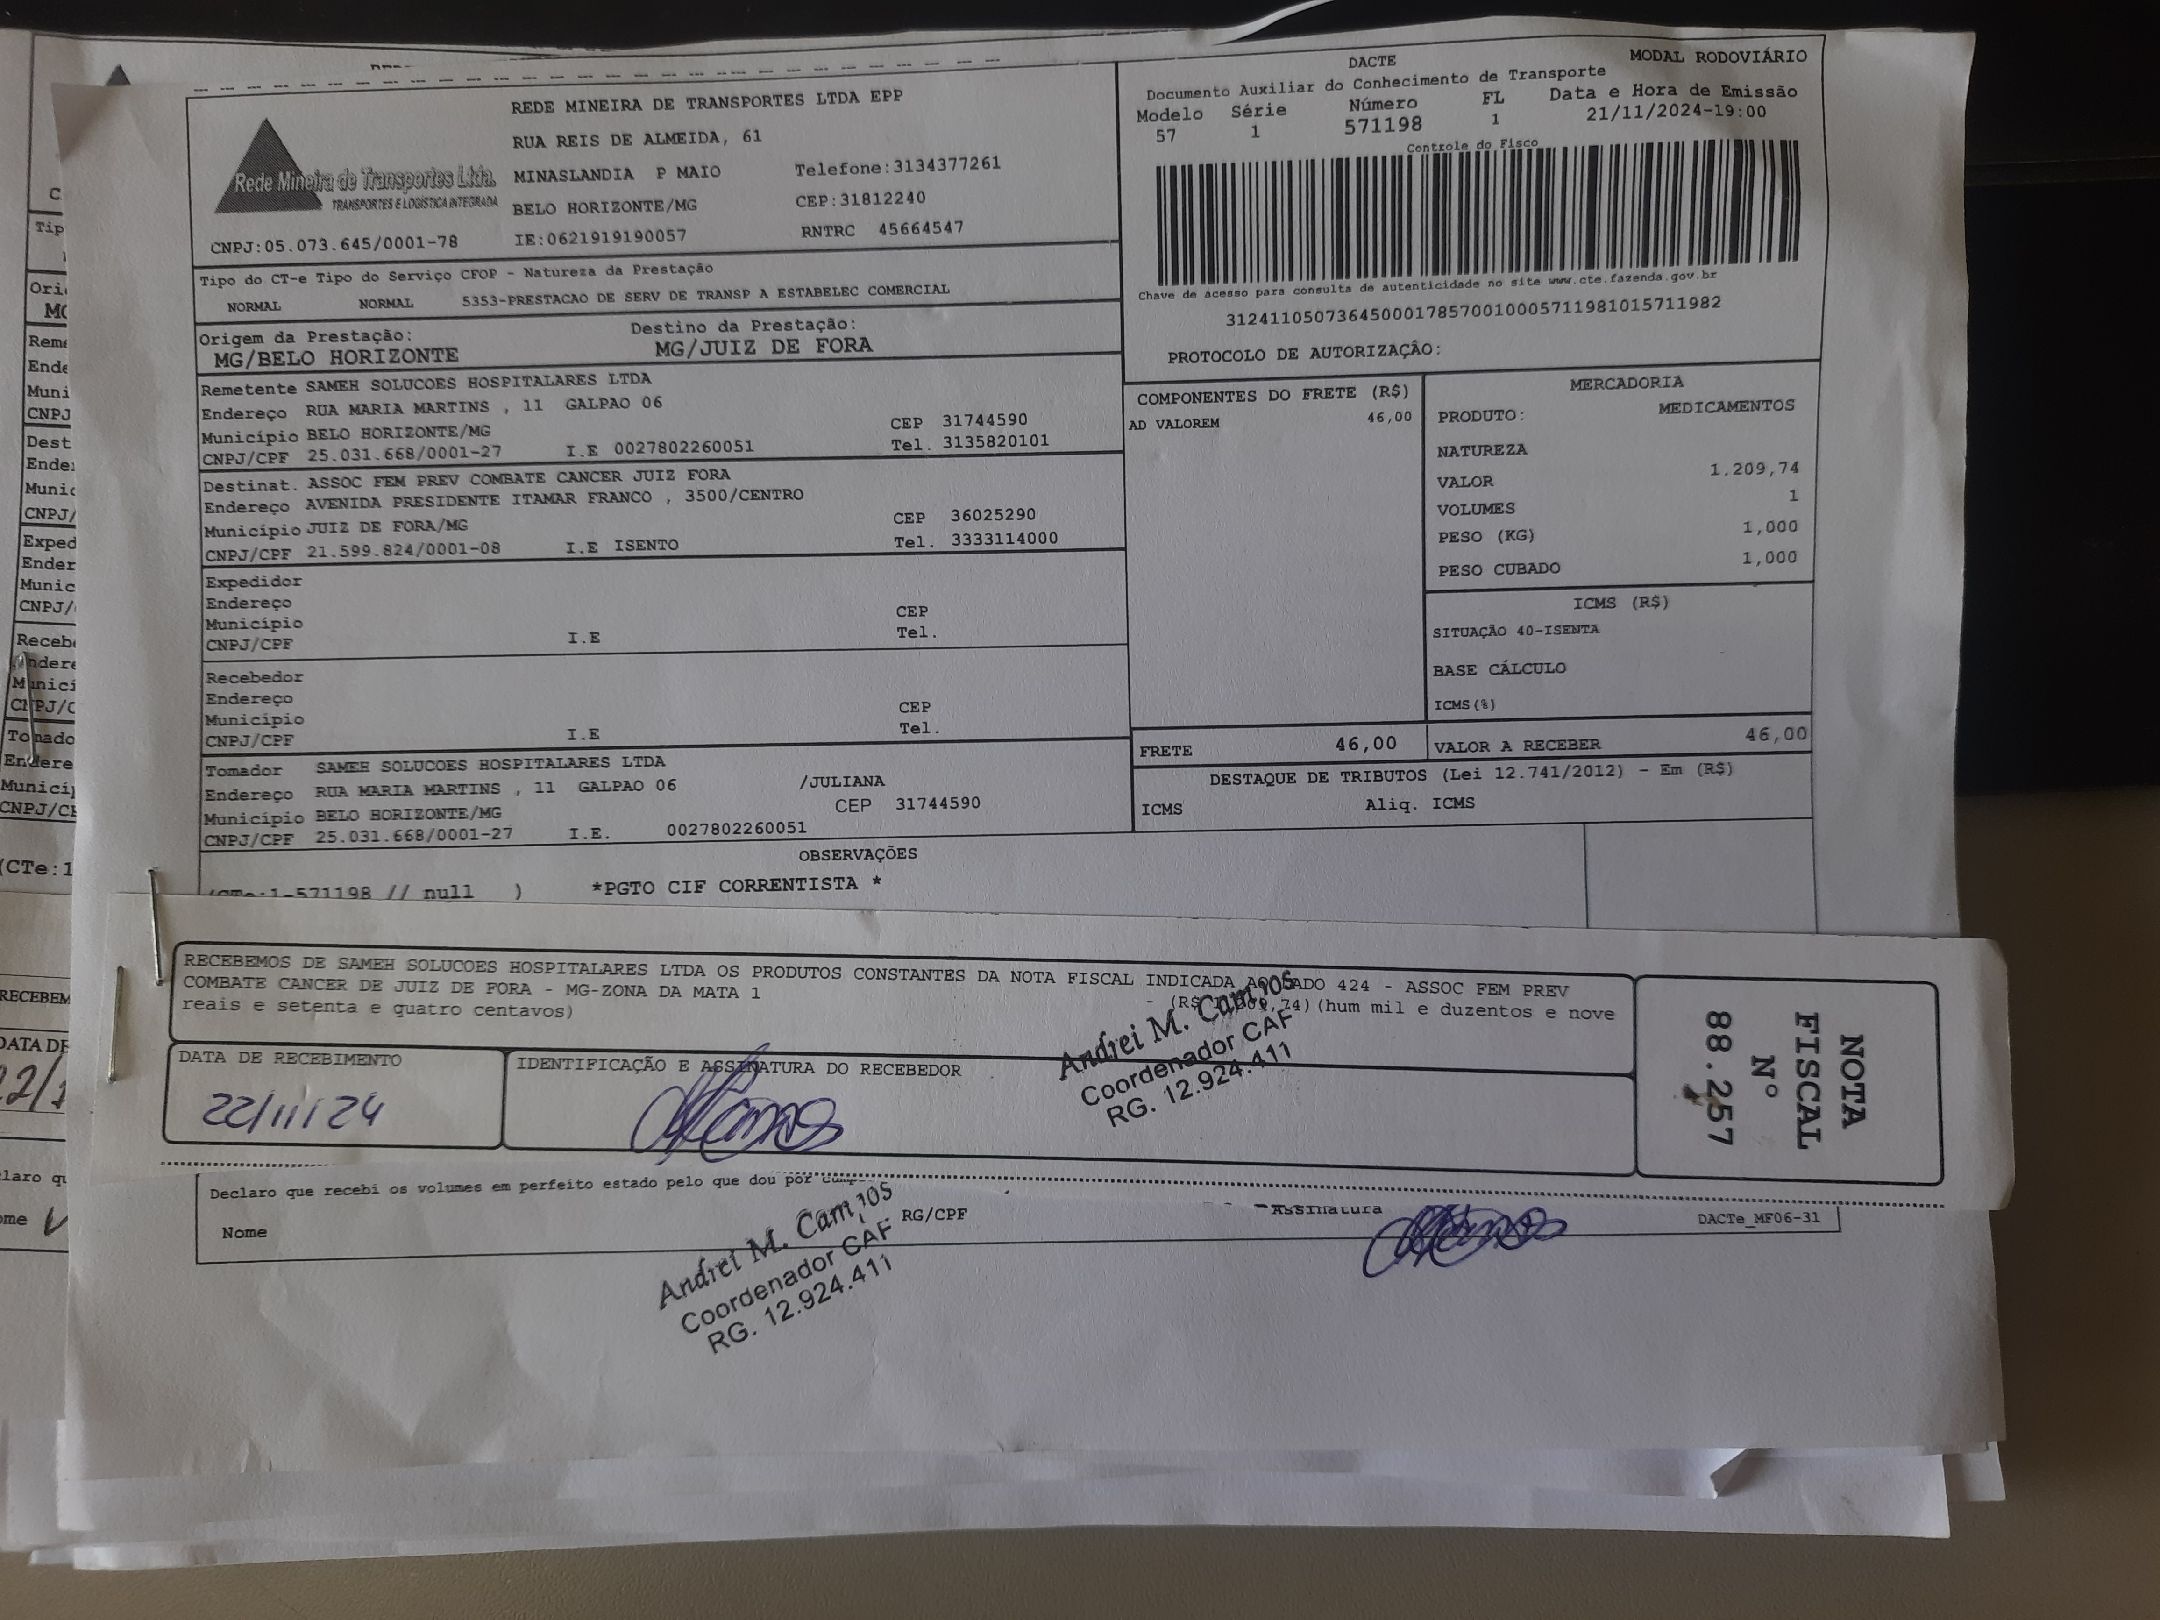 REDE MINEIRA DE TRANSPORTES LTDA EPP
RUA REIS DE ALMEIDA, 61
MINASLANDIA P MAIO Telefone:3134377261
BELO HORIZONTE/MG CEP:31812240
CNPJ:05.073.645/0001-78 IE:0621919190057 RNTRC 45664547
Rede Mineira de Transportes Ltda.
TRANSPORTES E LOGÍSTICA INTEGRADA
DACTE MODAL RODOVIÁRIO
Documento Auxiliar do Conhecimento de Transporte
Modelo Série Número FL Data e Hora de Emissão
57 1 571198 1 21/11/2024-19:00
Controle do Fisco
Chave de acesso para consulta de autenticidade no site www.cte.fazenda.gov.br
31241105073645000178570010005711981015711982
PROTOCOLO DE AUTORIZAÇÃO:
Tipo do CT-e Tipo do Serviço CFOP - Natureza da Prestação
NORMAL NORMAL 5353-PRESTACAO DE SERV DE TRANSP A ESTABELEC COMERCIAL
Origem da Prestação: Destino da Prestação:
MG/BELO HORIZONTE MG/JUIZ DE FORA
Remetente SAMEH SOLUCOES HOSPITALARES LTDA
Endereço RUA MARIA MARTINS , 11 GALPAO 06
Município BELO HORIZONTE/MG CEP 31744590
CNPJ/CPF 25.031.668/0001-27 I.E 0027802260051 Tel. 3135820101
Destinat. ASSOC FEM PREV COMBATE CANCER JUIZ FORA
Endereço AVENIDA PRESIDENTE ITAMAR FRANCO , 3500/CENTRO
Município JUIZ DE FORA/MG CEP 36025290
CNPJ/CPF 21.599.824/0001-08 I.E ISENTO Tel. 3333114000
Expedidor
Endereço
Município CEP
CNPJ/CPF I.E Tel.
Recebedor
Endereço
Município CEP
CNPJ/CPF I.E Tel.
Tomador SAMEH SOLUCOES HOSPITALARES LTDA
Endereço RUA MARIA MARTINS , 11 GALPAO 06 /JULIANA
Município BELO HORIZONTE/MG CEP 31744590
CNPJ/CPF 25.031.668/0001-27 I.E. 0027802260051
COMPONENTES DO FRETE (R$)
AD VALOREM 46,00
FRETE 46,00
MERCADORIA
PRODUTO: MEDICAMENTOS
NATUREZA
VALOR 1.209,74
VOLUMES 1
PESO (KG) 1,000
PESO CUBADO 1,000
ICMS (R$)
SITUAÇÃO 40-ISENTA
BASE CÁLCULO
ICMS(%)
VALOR A RECEBER 46,00
DESTAQUE DE TRIBUTOS (Lei 12.741/2012) - Em (R$)
ICMS Aliq. ICMS
OBSERVAÇÕES
(CTe:1-571198 // null ) *PGTO CIF CORRENTISTA *
RECEBEMOS DE SAMEH SOLUCOES HOSPITALARES LTDA OS PRODUTOS CONSTANTES DA NOTA FISCAL INDICADA AO LADO 424 - ASSOC FEM PREV
COMBATE CANCER DE JUIZ DE FORA - MG-ZONA DA MATA 1 - (R$ 1.209,74)(hum mil e duzentos e nove
reais e setenta e quatro centavos)
DATA DE RECEBIMENTO
22/11/24
IDENTIFICAÇÃO E ASSINATURA DO RECEBEDOR
Andrei M. Campos
Coordenador CAF
RG. 12.924.411
NOTA
FISCAL
Nº
88.257
Declaro que recebi os volumes em perfeito estado pelo que dou por
Nome RG/CPF Assinatura DACTe_MF06-31
Andrei M. Campos
Coordenador CAF
RG. 12.924.411